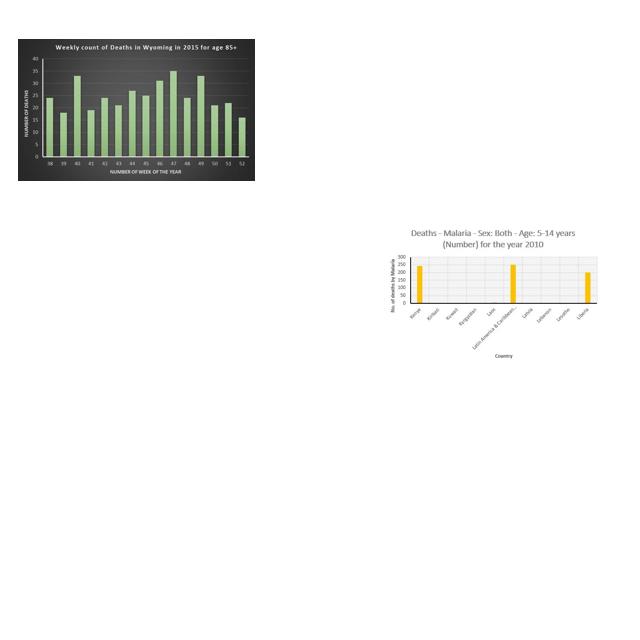 Weekly count of Deaths in Wyoming in 2015 for age 85+
40
35
30
25
20
15
10
5
0
NUMBER OF DEATHS
38 39 40 41 42 43 44 45 46 47 48 49 50 51 52
NUMBER OF WEEK OF THE YEAR
Deaths - Malaria - Sex: Both - Age: 5-14 years
(Number) for the year 2010
300
250
200
150
100
50
0
No. of deaths by Malaria
Kenya Kiribati Kuwait Kyrgyzstan Laos Latin America & Caribbean... Latvia Lebanon Lesotho Liberia
Country